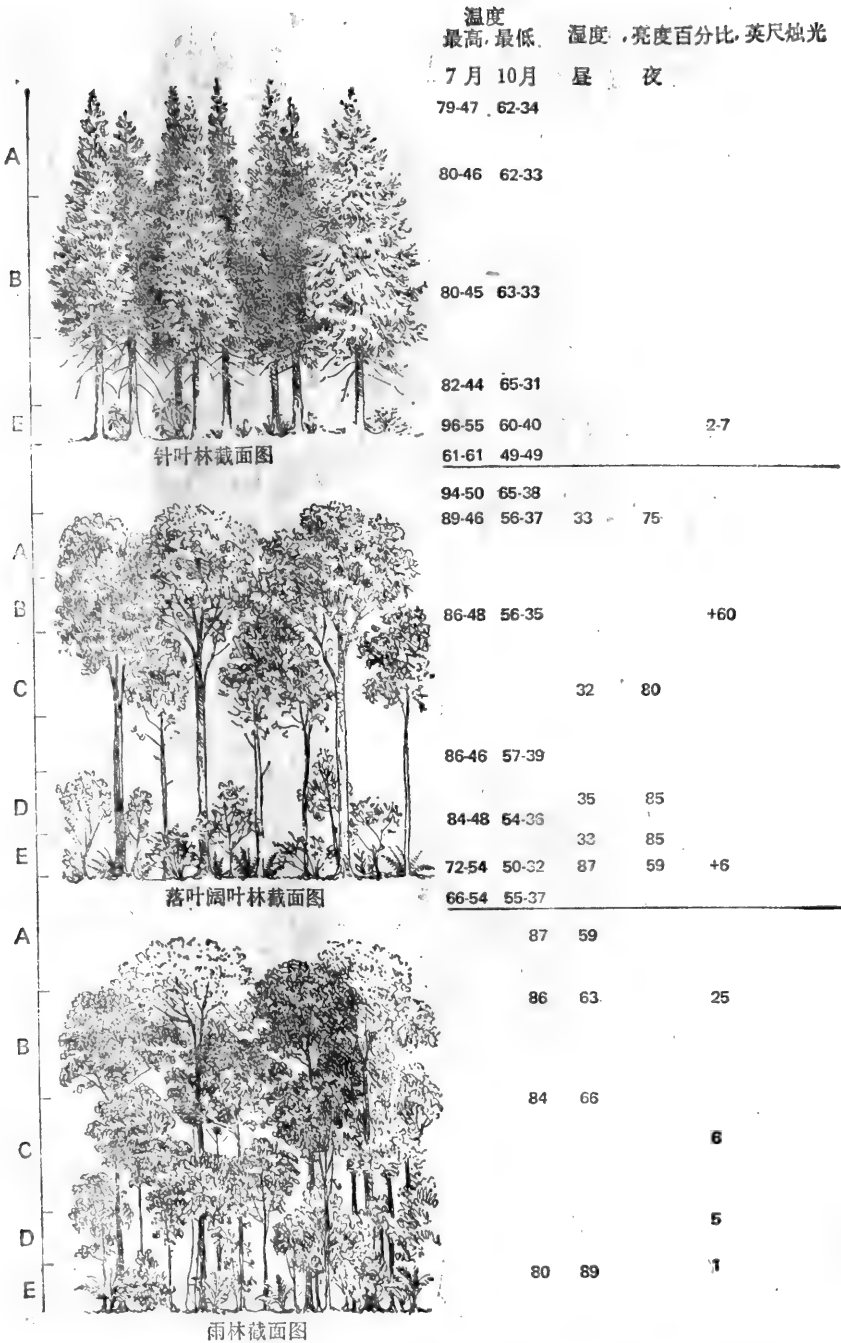 温度
最高, 最低 湿度, 亮度百分比, 英尺烛光
7月 10月 昼 夜
79-47 62-34
A
80-46 62-33
B
80-45 63-33
82-44 65-31
E 96-55 60-40 2-7
61-61 49-49
针叶林截面图
94-50 65-38
89-46 56-37 33 75
A
B 86-48 56-35 +60
C 32 80
86-46 57-39
35 85
D 84-48 54-36
33 85
E 72-54 50-32 87 59 +6
66-54 55-37
落叶阔叶林截面图
A 87 59
86 63 25
B
84 66
C 6
5
D
E 80 89 1
雨林截面图